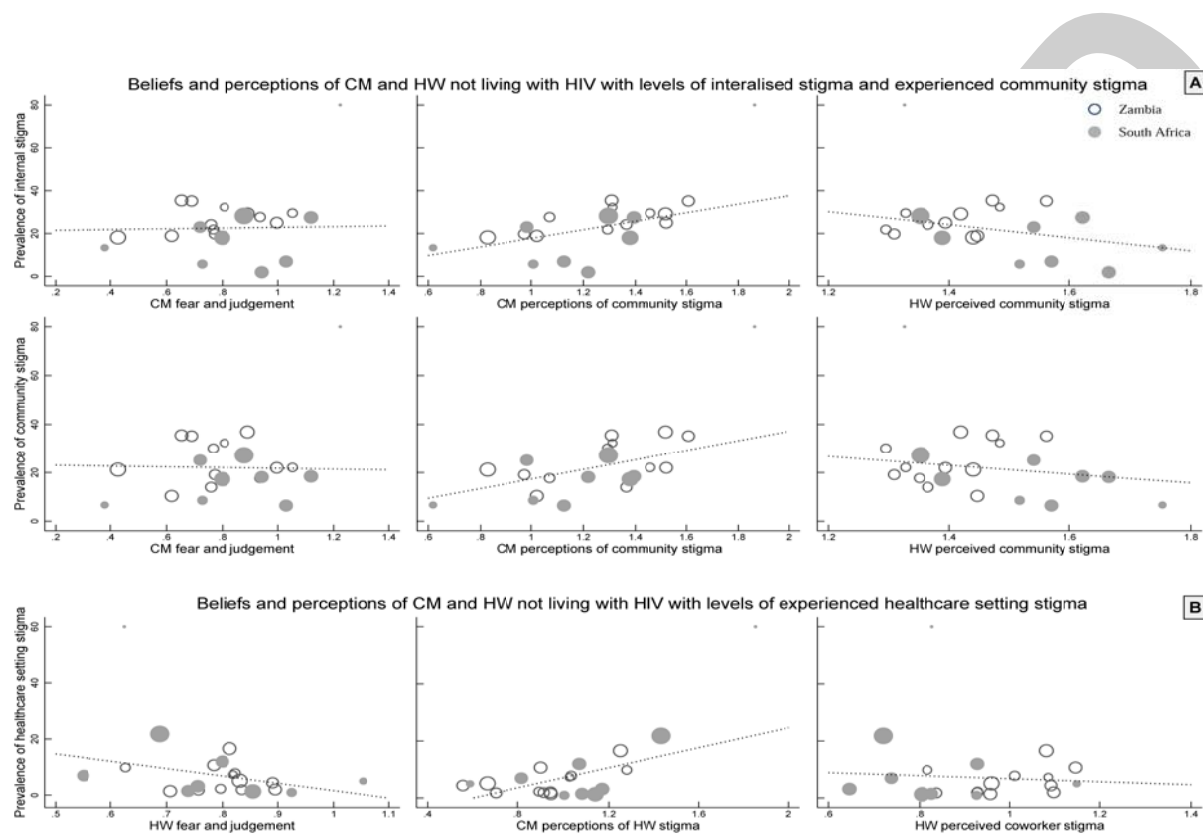 Beliefs and perceptions of CM and HW not living with HIV with levels of interalised stigma and experienced community stigma
A
Zambia
South Africa
Prevalence of internal stigma
80
60
40
20
0
.2 .4 .6 .8 1 1.2 1.4
CM fear and judgement
.6 .8 1 1.2 1.4 1.6 1.8 2
CM perceptions of community stigma
1.2 1.4 1.6 1.8
HW perceived community stigma
Prevalence of community stigma
80
60
40
20
0
.2 .4 .6 .8 1 1.2 1.4
CM fear and judgement
.6 .8 1 1.2 1.4 1.6 1.8 2
CM perceptions of community stigma
1.2 1.4 1.6 1.8
HW perceived community stigma
Beliefs and perceptions of CM and HW not living with HIV with levels of experienced healthcare setting stigma
B
Prevalence of healthcare setting stigma
60
40
20
0
.5 .6 .7 .8 .9 1 1.1
HW fear and judgement
.4 .8 1.2 1.6 2
CM perceptions of HW stigma
.6 .8 1 1.2 1.4
HW perceived coworker stigma